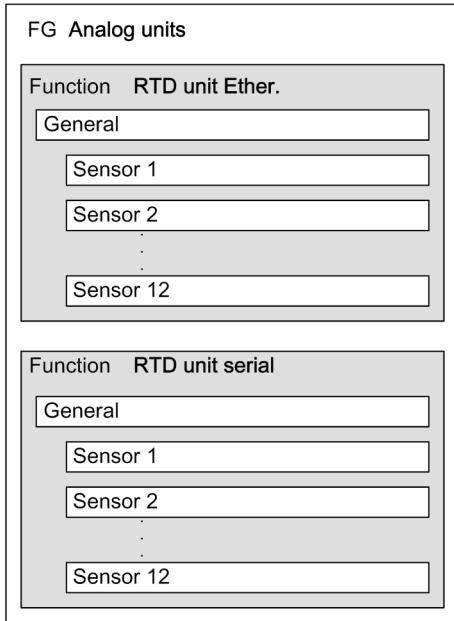 FG Analog units
Function RTD unit Ether.
General
Sensor 1
Sensor 2
.
.
.
Sensor 12
Function RTD unit serial
General
Sensor 1
Sensor 2
.
.
.
Sensor 12